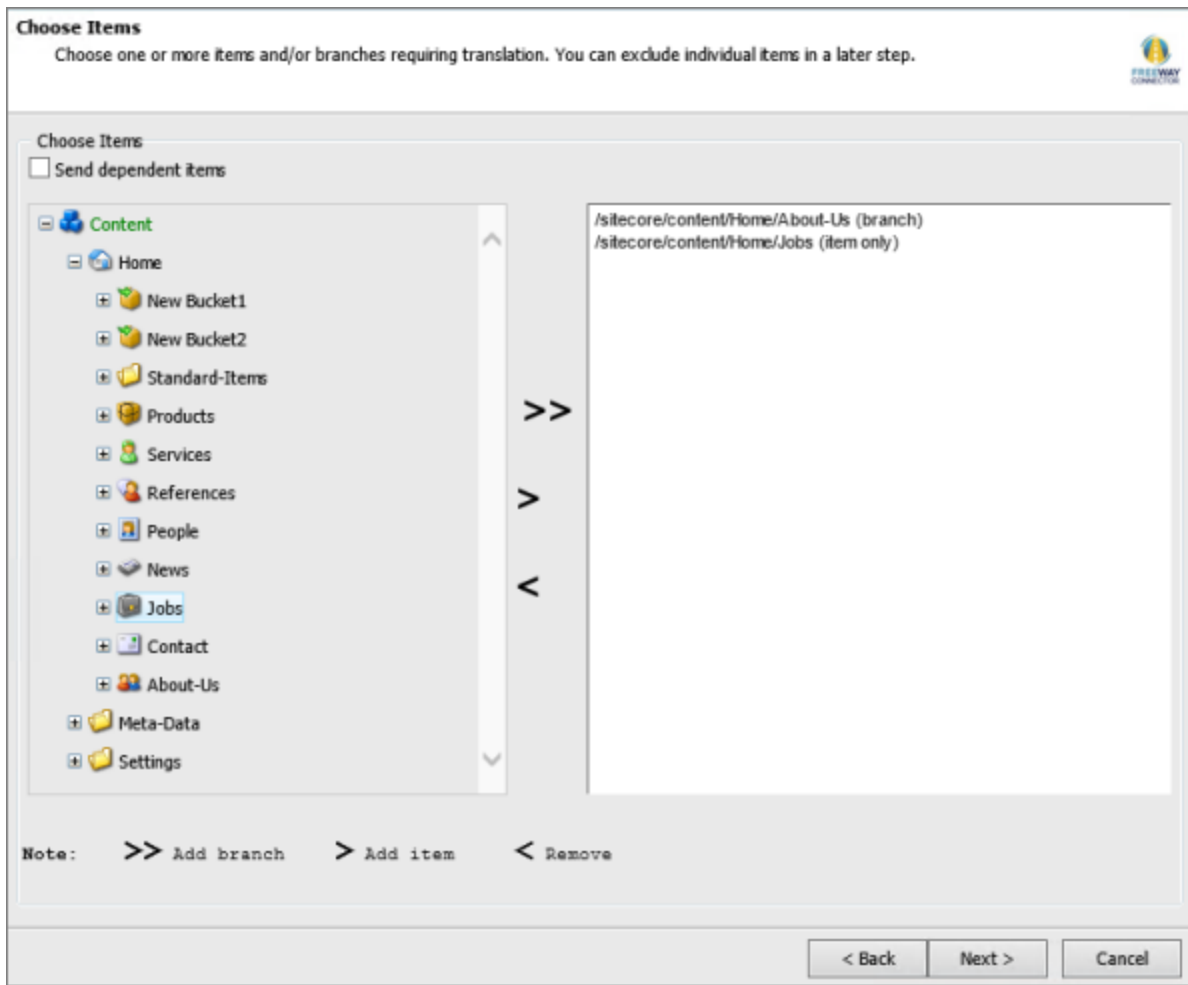 Choose Items
Choose one or more items and/or branches requiring translation. You can exclude individual items in a later step.
FREEWAY
CONNECTOR
Choose Items
Send dependent items
Content
Home
New Bucket1
New Bucket2
Standard-Items
Products
Services
References
People
News
Jobs
Contact
About-Us
Meta-Data
Settings
>>
>
<
/sitecore/content/Home/About-Us (branch)
/sitecore/content/Home/Jobs (item only)
Note: >> Add branch > Add item < Remove
< Back Next > Cancel